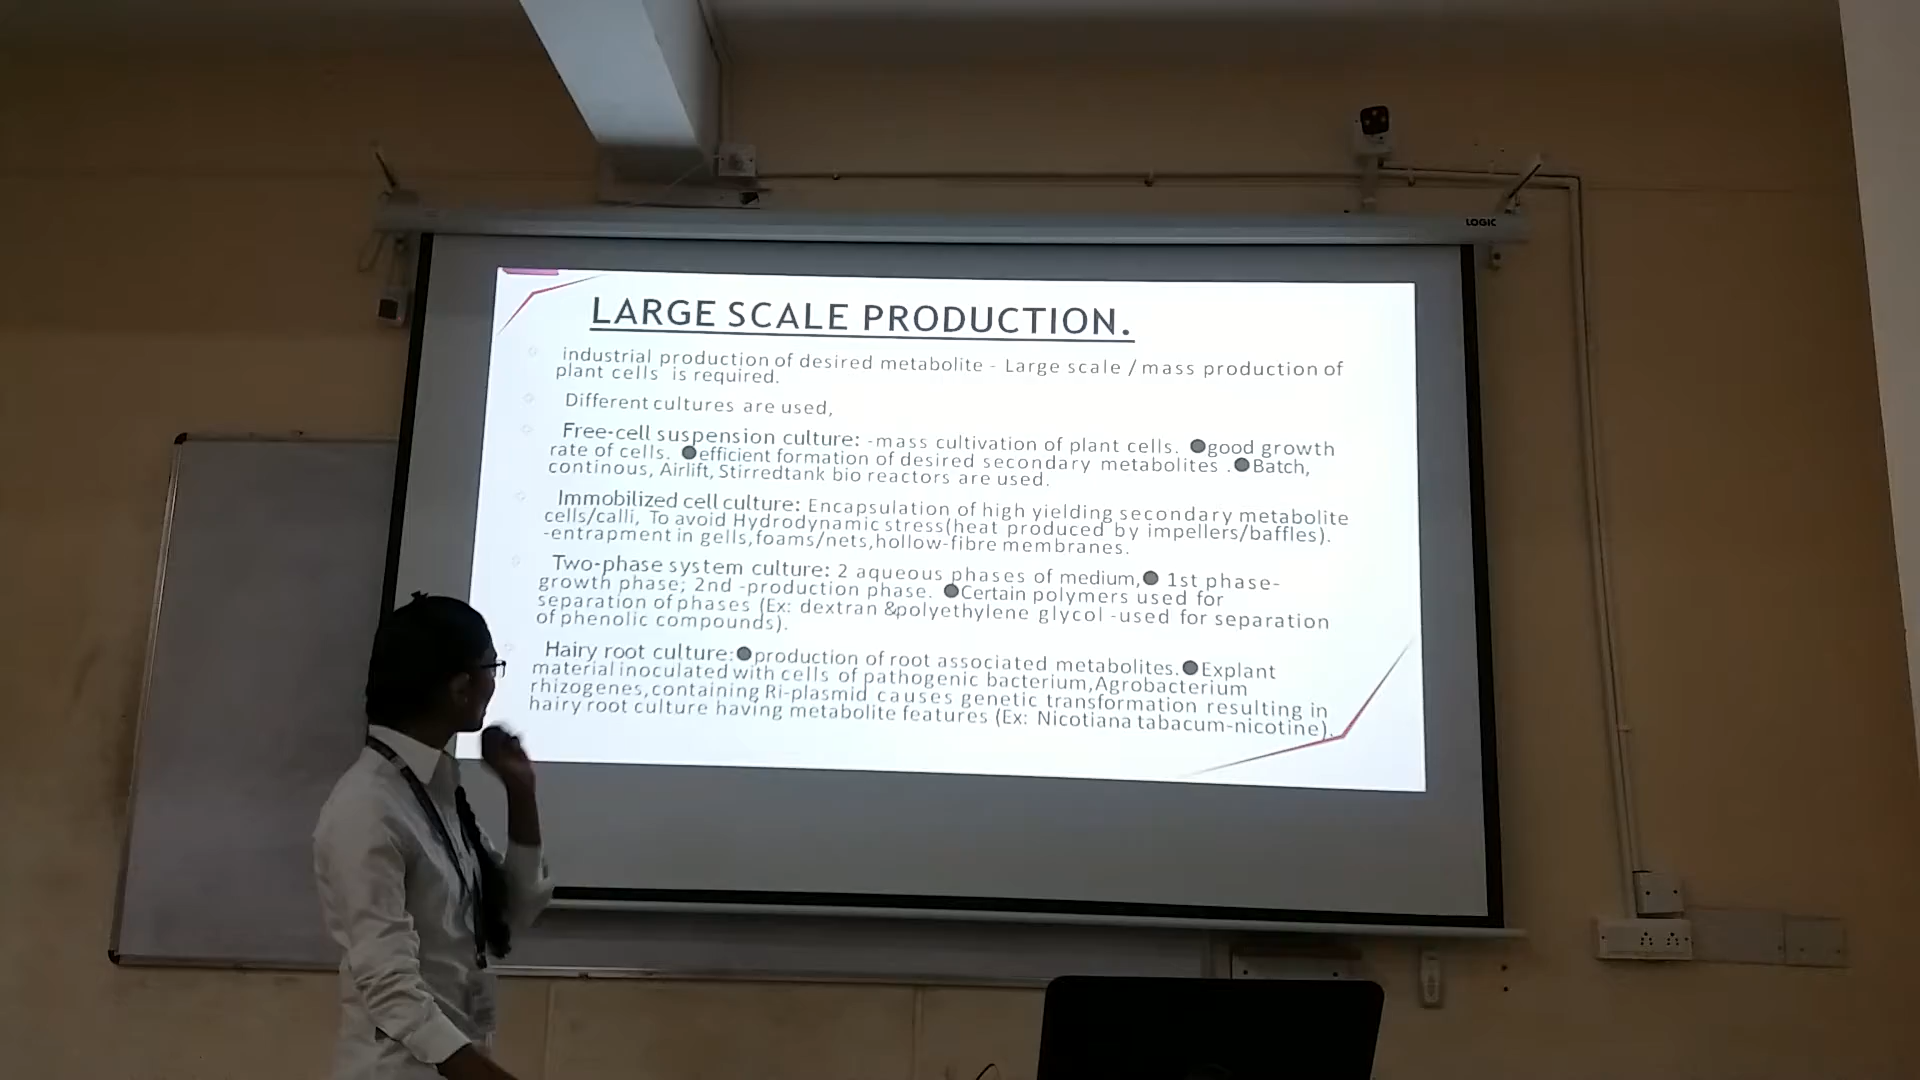 LOGIC
LARGE SCALE PRODUCTION.
industrial production of desired metabolite - Large scale / mass production of
plant cells is required.
Different cultures are used,
Free-cell suspension culture: -mass cultivation of plant cells. ●good growth
rate of cells. ●efficient formation of desired secondary metabolites .●Batch,
continous, Airlift, Stirredtank bio reactors are used.
Immobilized cell culture: Encapsulation of high yielding secondary metabolite
cells/calli, To avoid Hydrodynamic stress(heat produced by impellers/baffles).
-entrapment in gells,foams/nets,hollow-fibre membranes.
Two-phase system culture: 2 aqueous phases of medium,● 1st phase-
growth phase; 2nd -production phase. ●Certain polymers used for
separation of phases (Ex: dextran &polyethylene glycol -used for separation
of phenolic compounds).
Hairy root culture:●production of root associated metabolites.●Explant
material inoculated with cells of pathogenic bacterium,Agrobacterium
rhizogenes,containing Ri-plasmid causes genetic transformation resulting in
hairy root culture having metabolite features (Ex: Nicotiana tabacum-nicotine).